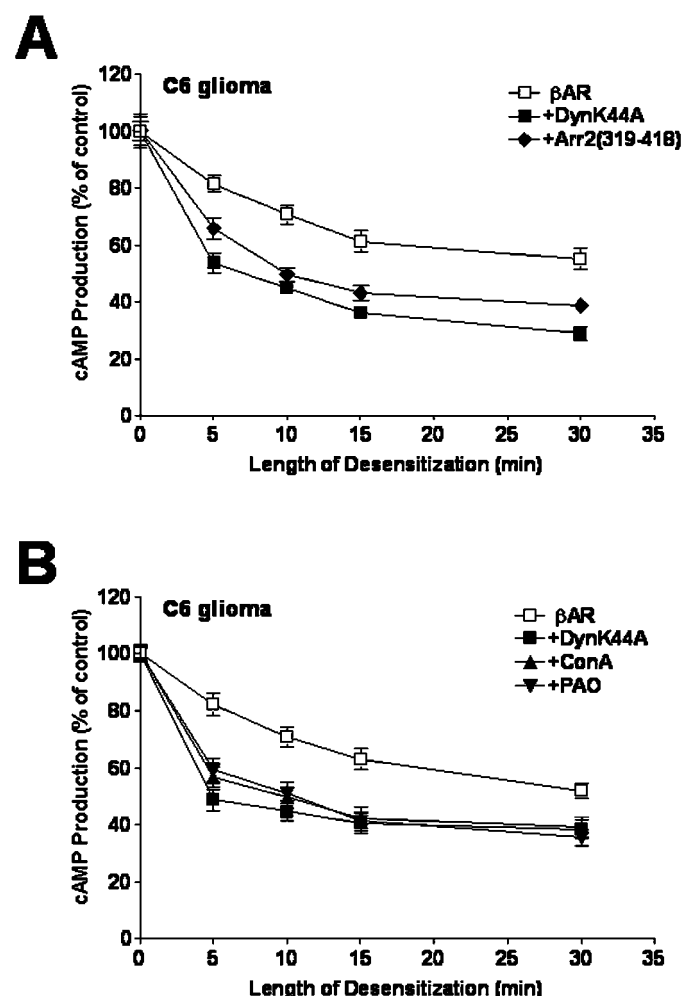 A
C6 glioma
βAR
+DynK44A
+Arr2(319-418)
cAMP Production (% of control)
120
100
80
60
40
20
0
0 5 10 15 20 25 30 35
Length of Desensitization (min)
B
C6 glioma
βAR
+DynK44A
+ConA
+PAO
cAMP Production (% of control)
120
100
80
60
40
20
0
0 5 10 15 20 25 30 35
Length of Desensitization (min)